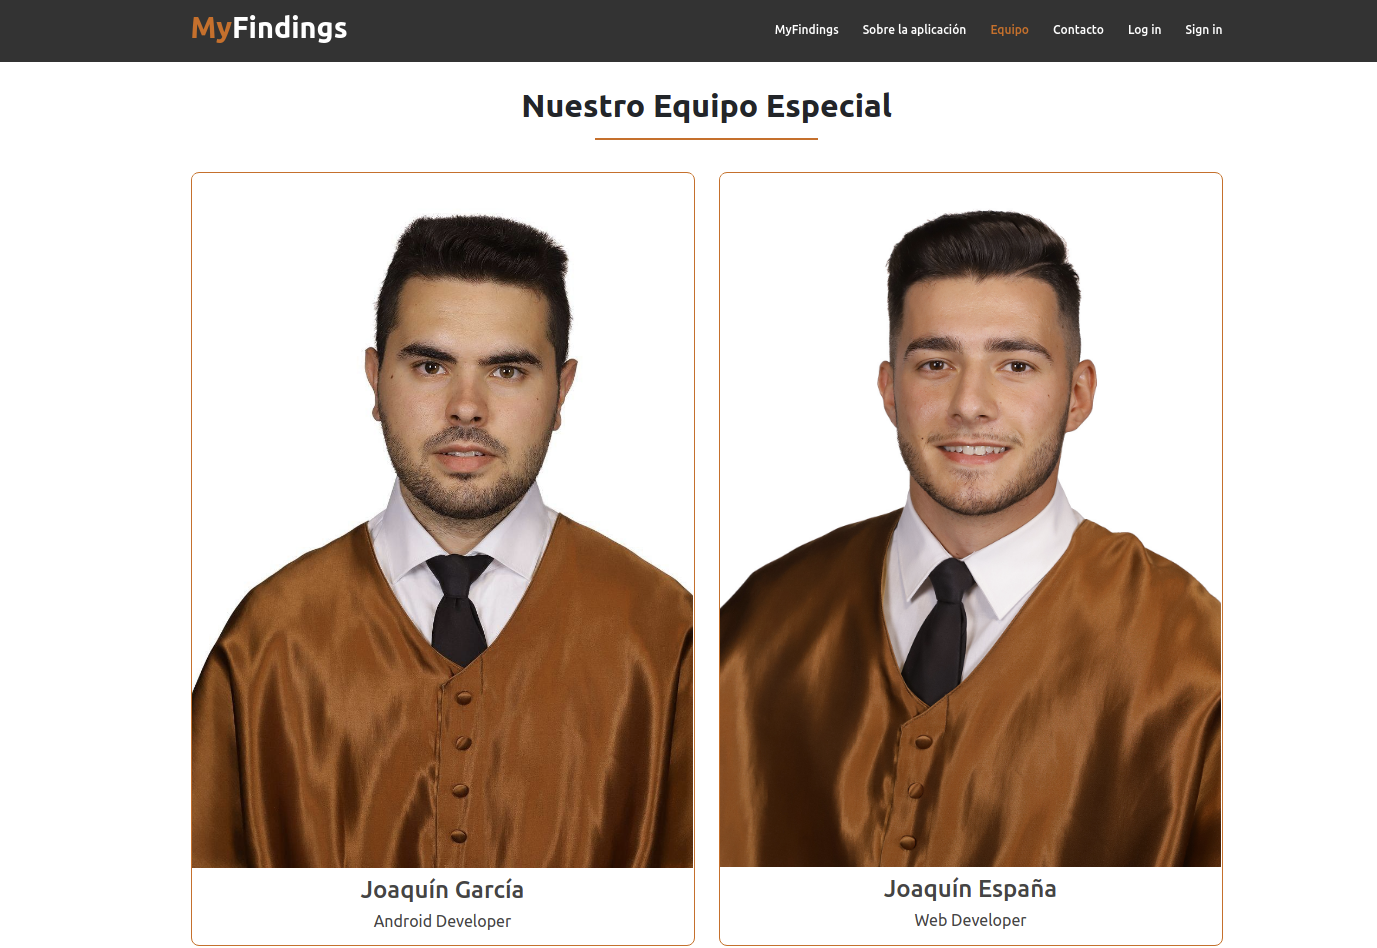 MyFindings
MyFindings Sobre la aplicación Equipo Contacto Log in Sign in
Nuestro Equipo Especial
Joaquín García
Android Developer
Joaquín España
Web Developer